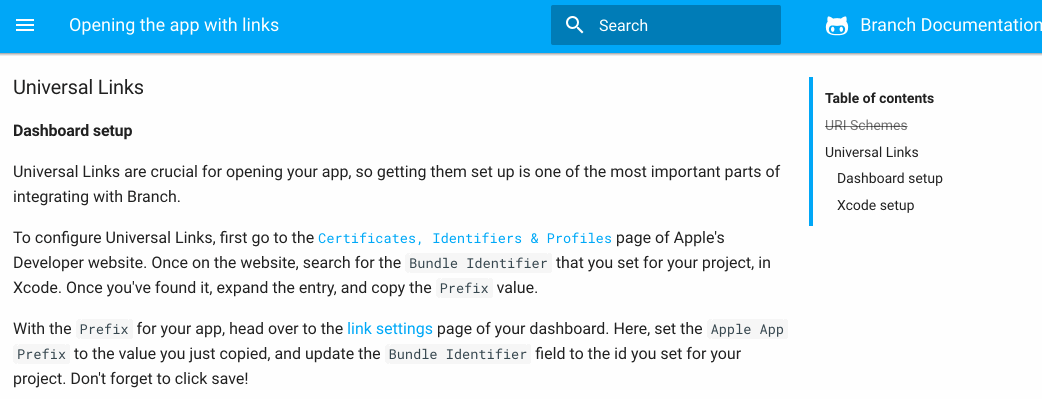 Opening the app with links
Search
Branch Documentation
Universal Links
Dashboard setup
Universal Links are crucial for opening your app, so getting them set up is one of the most important parts of
integrating with Branch.
To configure Universal Links, first go to the Certificates, Identifiers & Profiles page of Apple's
Developer website. Once on the website, search for the Bundle Identifier that you set for your project, in
Xcode. Once you've found it, expand the entry, and copy the Prefix value.
With the Prefix for your app, head over to the link settings page of your dashboard. Here, set the Apple App
Prefix to the value you just copied, and update the Bundle Identifier field to the id you set for your
project. Don't forget to click save!
Table of contents
URI Schemes
Universal Links
Dashboard setup
Xcode setup